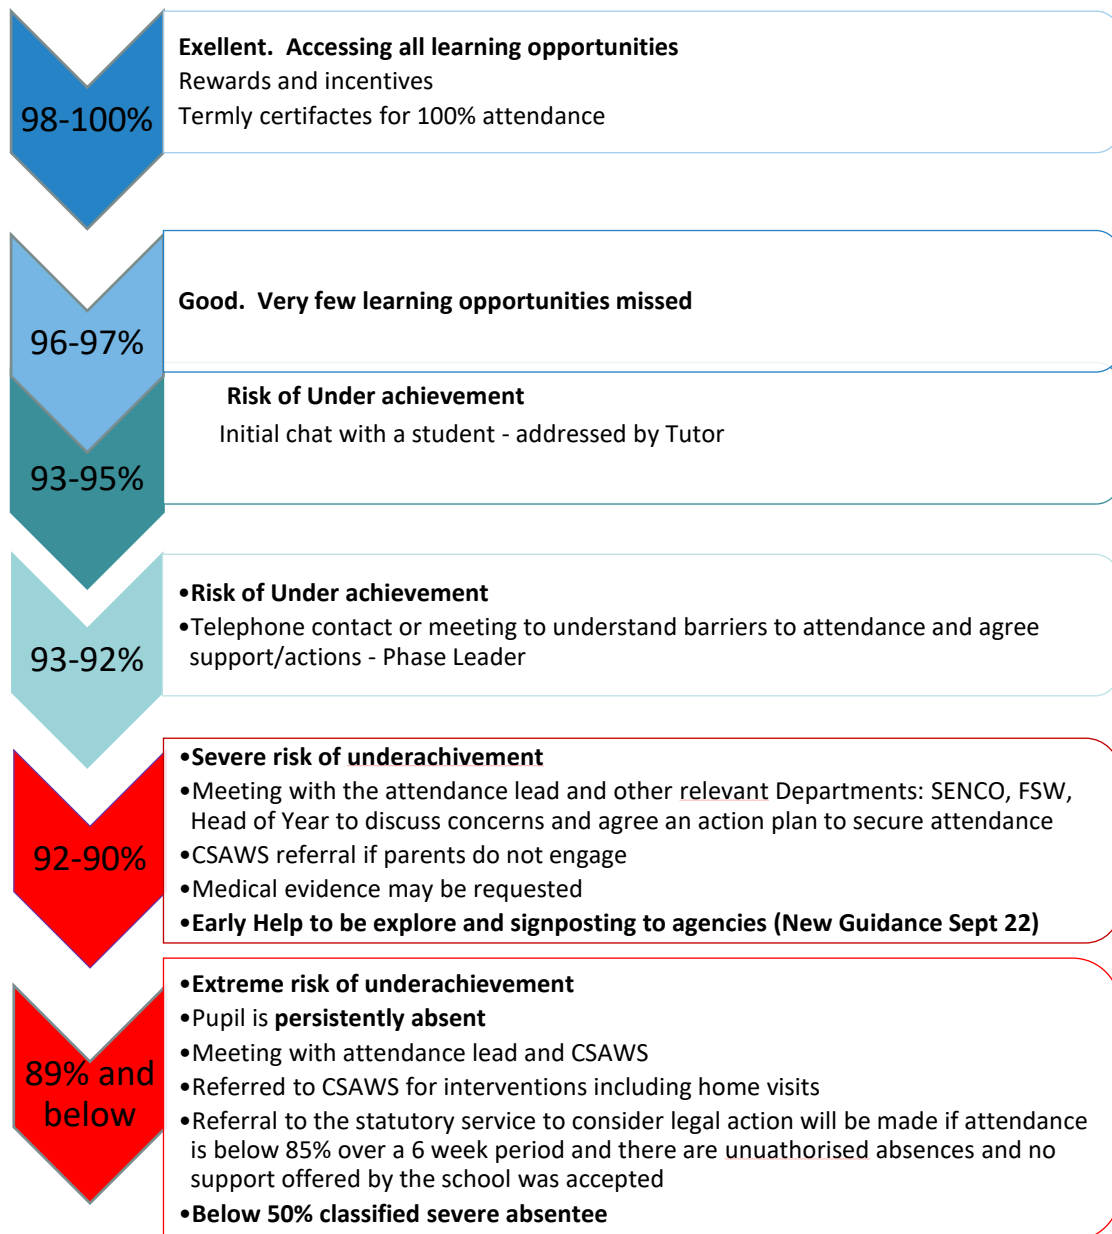 98-100%
Exellent.  Accessing all learning opportunities
Rewards and incentives
Termly certifactes for 100% attendance
96-97%
Good.  Very few learning opportunities missed
93-95%
Risk of Under achievement
Initial chat with a student - addressed by Tutor
93-92%
•Risk of Under achievement
•Telephone contact or meeting to understand barriers to attendance and agree
support/actions - Phase Leader
92-90%
•Severe risk of underachivement
•Meeting with the attendance lead and other relevant Departments: SENCO, FSW,
Head of Year to discuss concerns and agree an action plan to secure attendance
•CSAWS referral if parents do not engage
•Medical evidence may be requested
•Early Help to be explore and signposting to agencies (New Guidance Sept 22)
89% and
below
•Extreme risk of underachievement
•Pupil is persistently absent
•Meeting with attendance lead and CSAWS
•Referred to CSAWS for interventions including home visits
•Referral to the statutory service to consider legal action will be made if attendance
is below 85% over a 6 week period and there are unuathorised absences and no
support offered by the school was accepted
•Below 50% classified severe absentee